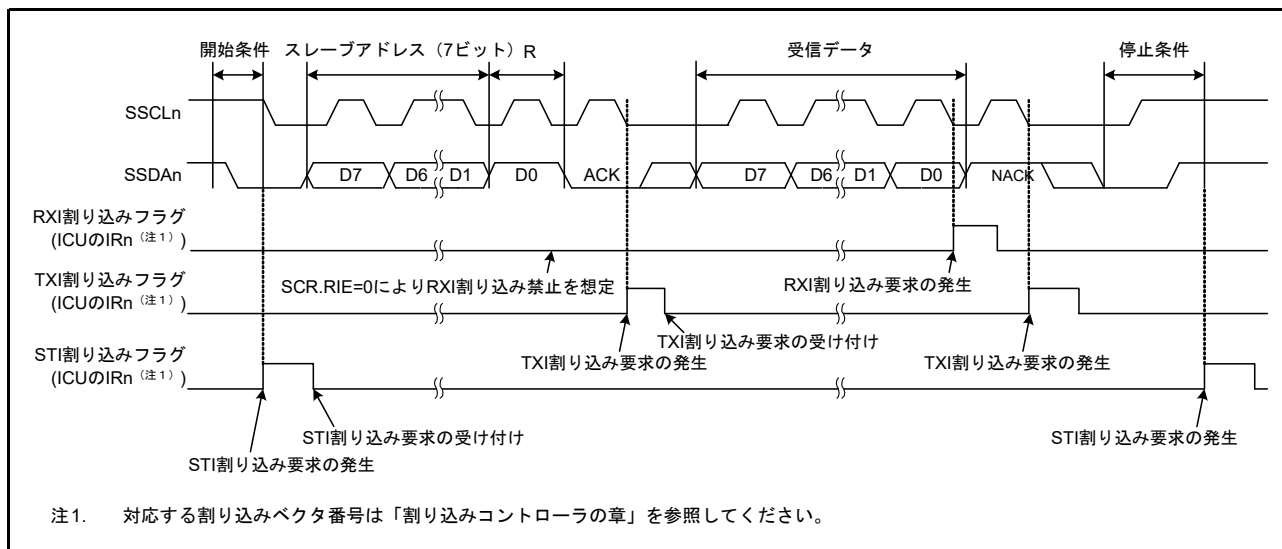 開始条件 スレーブアドレス（7ビット） R 受信データ 停止条件
SSCLn
SSDAn D7 D6 D1 D0 ACK D7 D6 D1 D0 NACK
RXI割り込みフラグ
(ICUのIRn（注1）)
SCR.RIE=0によりRXI割り込み禁止を想定
RXI割り込み要求の発生
TXI割り込みフラグ
(ICUのIRn（注1）)
TXI割り込み要求の受け付け
TXI割り込み要求の発生
TXI割り込み要求の発生
STI割り込みフラグ
(ICUのIRn（注1）)
STI割り込み要求の受け付け
STI割り込み要求の発生
STI割り込み要求の発生
注1. 対応する割り込みベクタ番号は「割り込みコントローラの章」を参照してください。